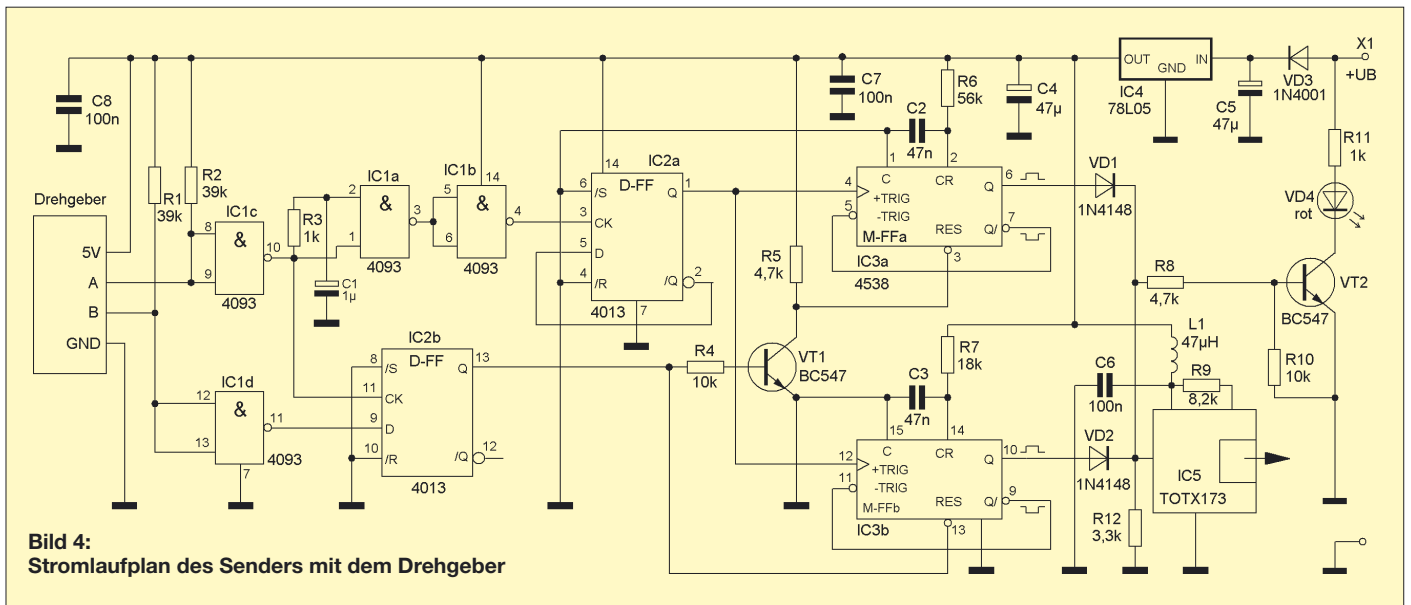 X1
+UB
OUT
IN
GND
IC4
78L05
VD3
1N4001
C5
47µ
C4
47µ
R6
56k
C7
100n
C2
47n
C8
100n
R11
1k
VD4
rot
Drehgeber
5V
A
B
GND
R1
39k
R2
39k
IC1c
8
&
9
10
4093
R3
1k
C1
1µ
IC1a
2
&
1
3
4093
IC1b
14
5
&
6
4
4093
IC2a
14
D-FF
6
/S
Q
1
3
CK
5
D
4
/R
/Q
2
7
4013
1
2
C
CR
4
+TRIG
5
-TRIG
Q
6
Q/
7
M-FFa
RES
3
IC3a
4538
VD1
1N4148
R5
4,7k
R8
4,7k
VT2
BC547
R10
10k
IC1d
12
&
13
11
7
4093
IC2b
D-FF
8
/S
Q
13
11
CK
9
D
10
/R
/Q
12
4013
R4
10k
VT1
BC547
R7
18k
C3
47n
15
14
C
CR
12
+TRIG
11
-TRIG
Q
10
Q/
9
M-FFb
RES
13
IC3b
VD2
1N4148
L1
47µH
C6
100n
R9
8,2k
IC5
TOTX173
R12
3,3k
Bild 4:
Stromlaufplan des Senders mit dem Drehgeber